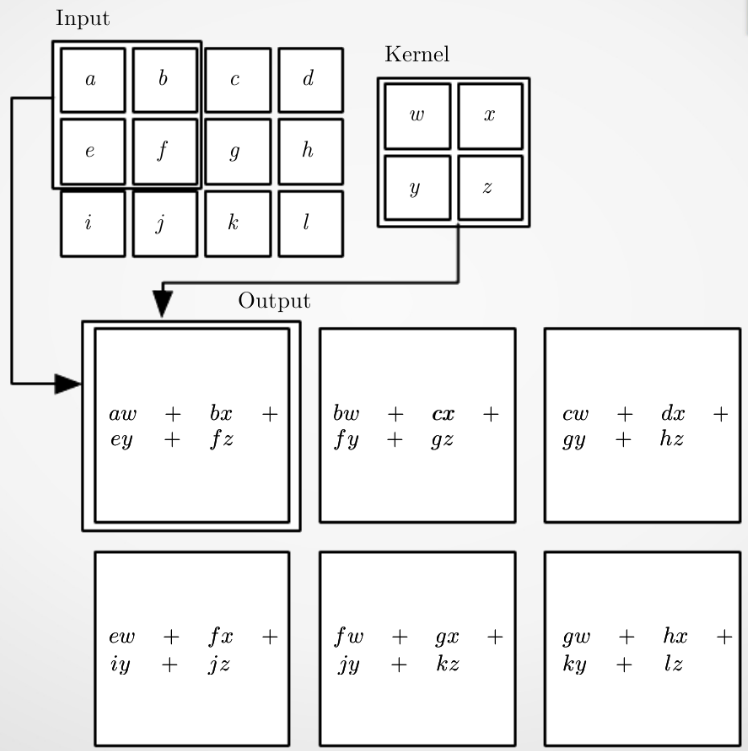 Input
a b c d
e f g h
i j k l
Kernel
w x
y z
Output
aw + bx +
ey + fz
bw + cx +
fy + gz
cw + dx +
gy + hz
ew + fx +
iy + jz
fw + gx +
jy + kz
gw + hx +
ky + lz